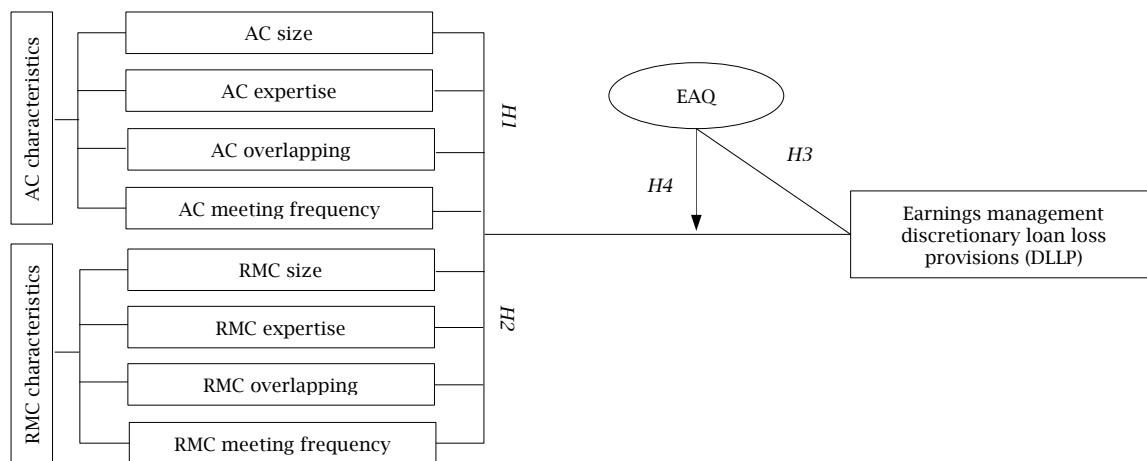 AC characteristics
AC size
AC expertise
AC overlapping
AC meeting frequency
H1
EAQ
H3
H4
Earnings management
discretionary loan loss
provisions (DLLP)
RMC characteristics
RMC size
RMC expertise
RMC overlapping
RMC meeting frequency
H2